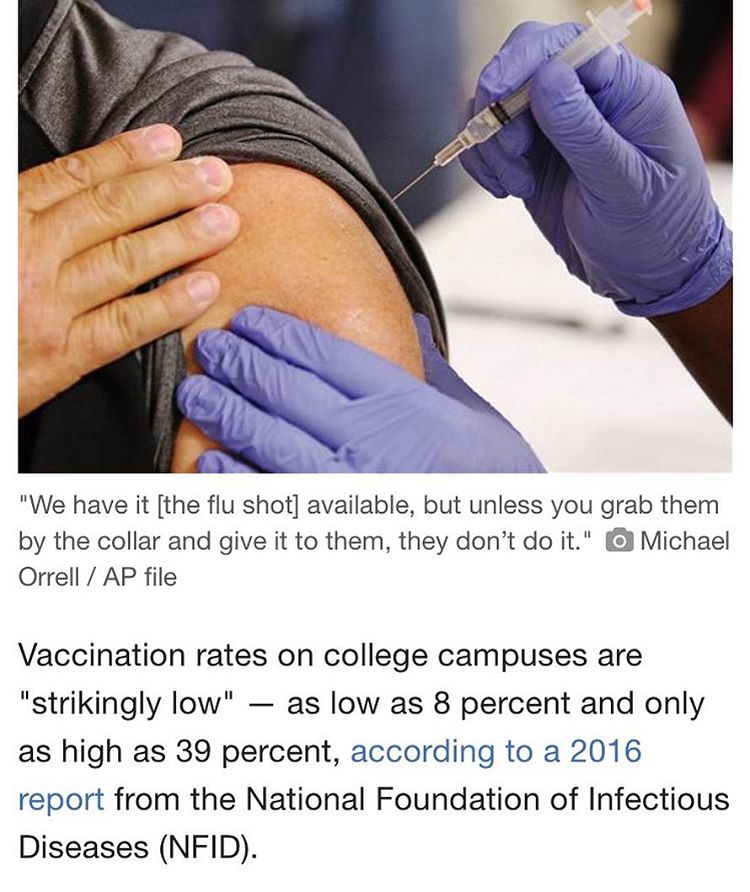 "We have it [the flu shot] available, but unless you grab them
by the collar and give it to them, they don’t do it." Michael
Orrell / AP file
Vaccination rates on college campuses are
"strikingly low" — as low as 8 percent and only
as high as 39 percent, according to a 2016
report from the National Foundation of Infectious
Diseases (NFID).